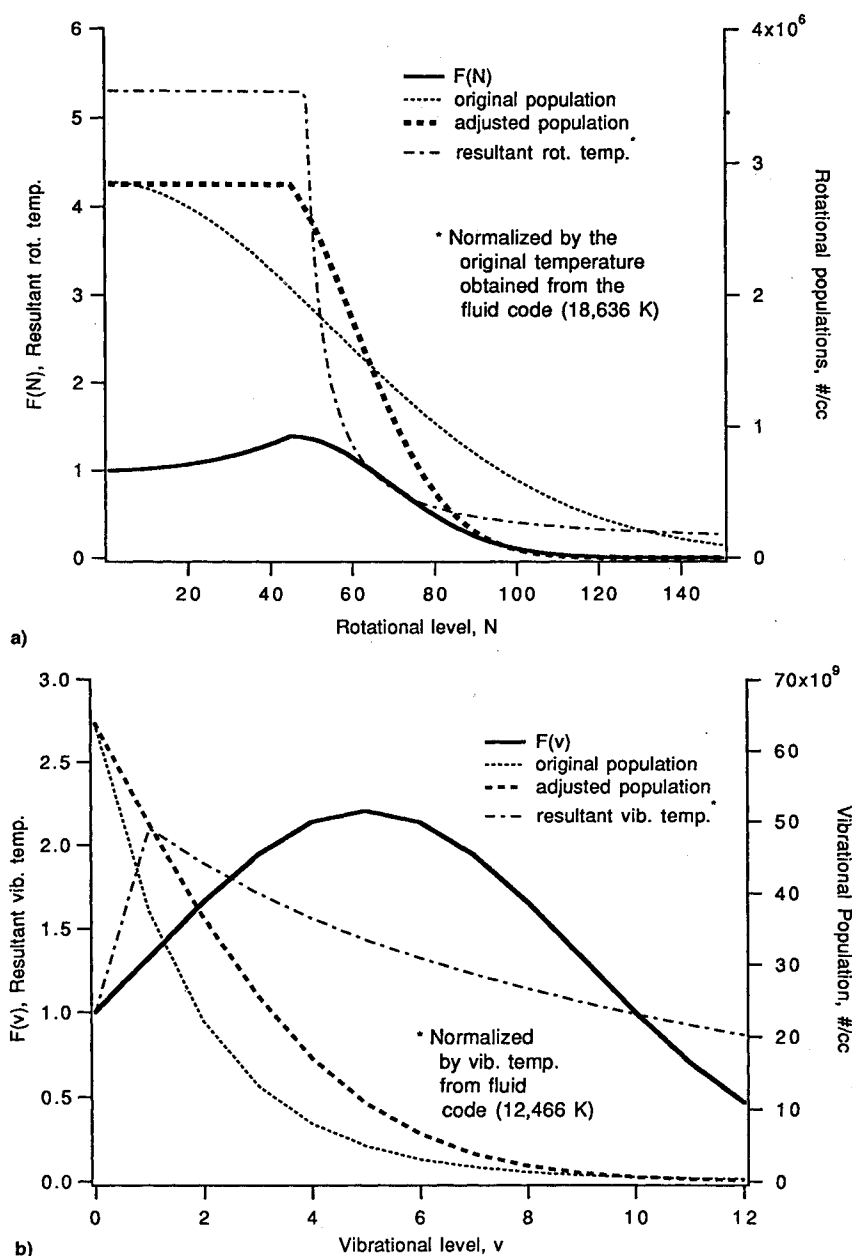 6
5
4
3
2
1
0
F(N), Resultant rot. temp.
4x10⁶
3
2
1
0
Rotational populations, #/cc
F(N)
original population
adjusted population
resultant rot. temp.*
* Normalized by the
original temperature
obtained from the
fluid code (18,636 K)
20 40 60 80 100 120 140
Rotational level, N
a)
3.0
2.5
2.0
1.5
1.0
0.5
0.0
F(v), Resultant vib. temp.
70x10⁹
60
50
40
30
20
10
0
Vibrational Population, #/cc
F(v)
original population
adjusted population
resultant vib. temp.*
* Normalized
by vib. temp.
from fluid
code (12,466 K)
0 2 4 6 8 10 12
Vibrational level, v
b)